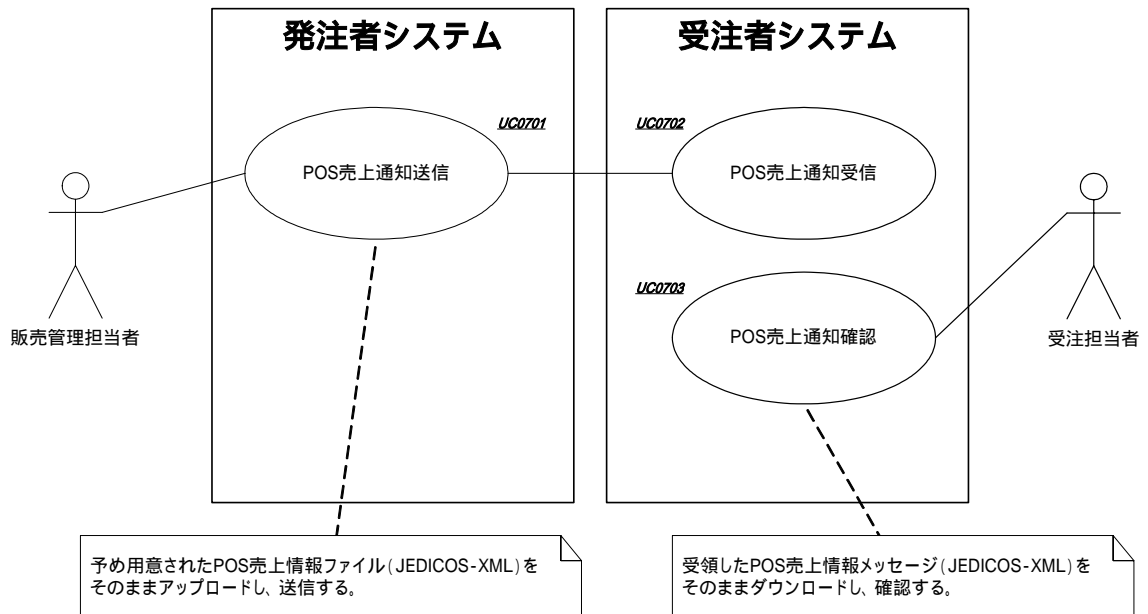 発注者システム
受注者システム
UC0701
UC0702
POS売上通知送信
POS売上通知受信
UC0703
POS売上通知確認
販売管理担当者
受注担当者
予め用意されたPOS売上情報ファイル(JEDICOS-XML)を
そのままアップロードし、送信する。
受領したPOS売上情報メッセージ(JEDICOS-XML)を
そのままダウンロードし、確認する。